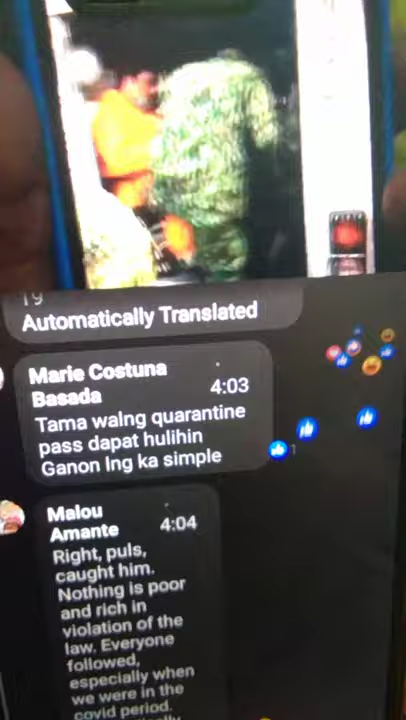 19
Automatically Translated
Marie Costuna
Basada
4:03
Tama walng quarantine
pass dapat hulihin
Ganon lng ka simple
1
Malou
Amante
4:04
Right, puls,
caught him.
Nothing is poor
and rich in
violation of the
law. Everyone
followed,
especially when
we were in the
covid period.